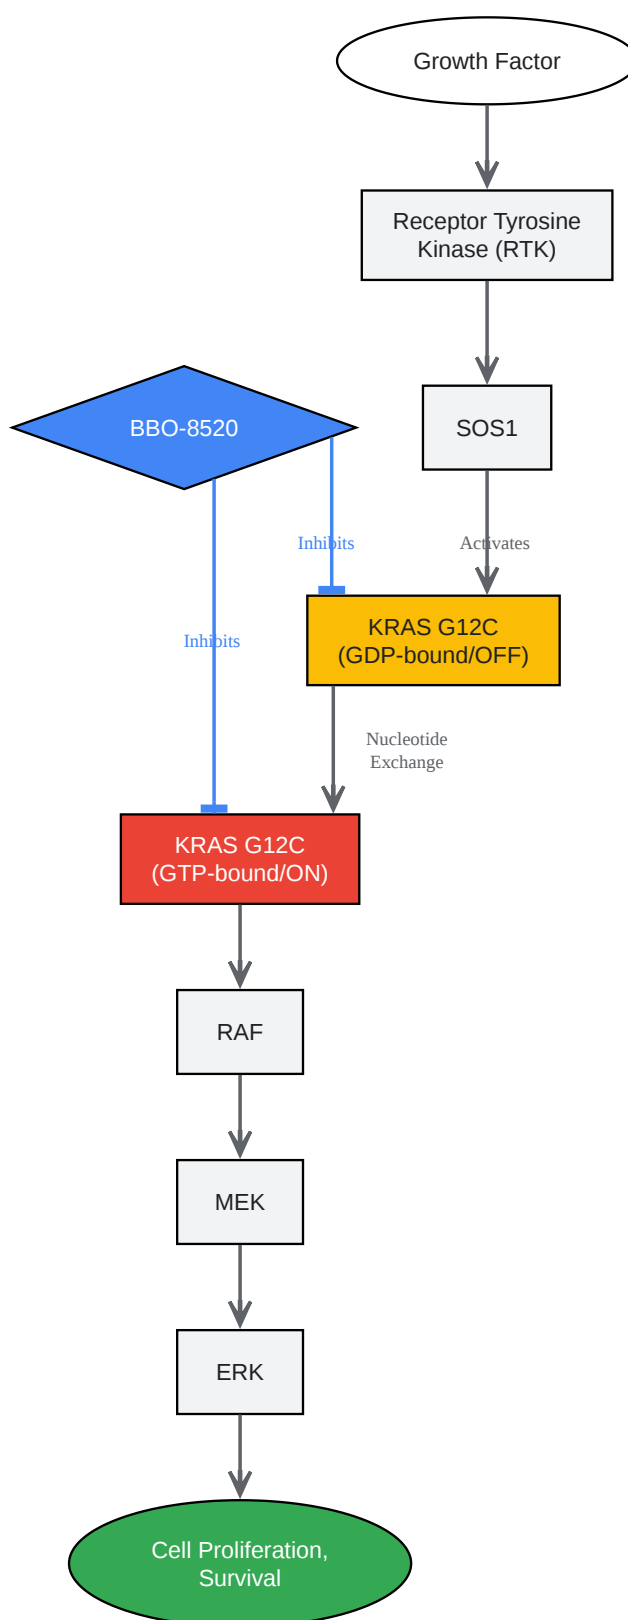 Growth Factor
Receptor Tyrosine
Kinase (RTK)
BBO-8520
SOS1
Inhibits
Activates
KRAS G12C
(GDP-bound/OFF)
Inhibits
Nucleotide
Exchange
KRAS G12C
(GTP-bound/ON)
RAF
MEK
ERK
Cell Proliferation,
Survival